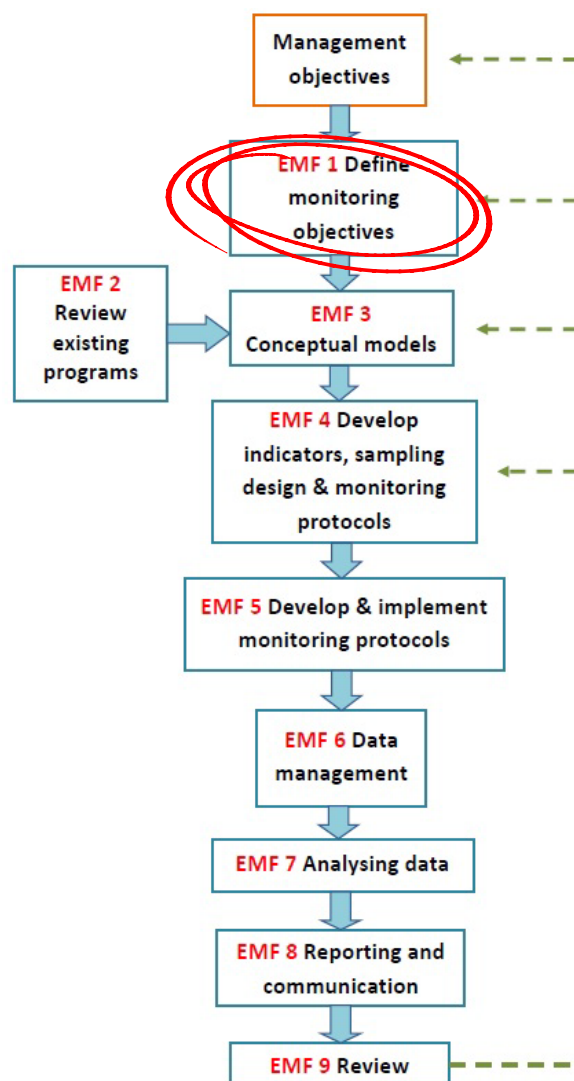 Management
objectives
EMF 1 Define
monitoring
objectives
EMF 2
Review
existing
programs
EMF 3
Conceptual models
EMF 4 Develop
indicators, sampling
design & monitoring
protocols
EMF 5 Develop & implement
monitoring protocols
EMF 6 Data
management
EMF 7 Analysing data
EMF 8 Reporting and
communication
EMF 9 Review